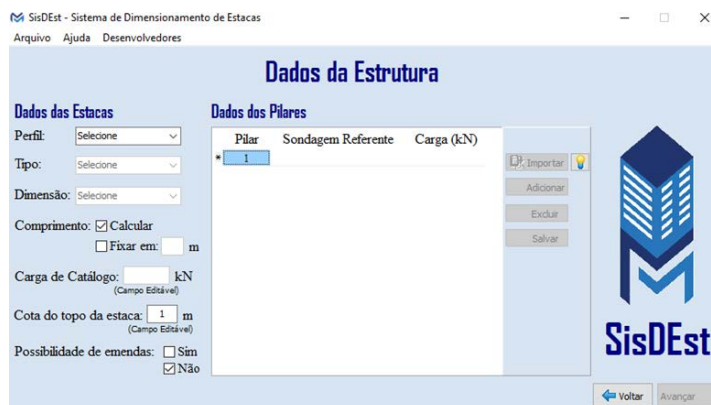 SisDEst - Sistema de Dimensionamento de Estacas
Arquivo Ajuda Desenvolvedores
Dados da Estrutura
Dados das Estacas
Perfil: Selecione
Tipo: Selecione
Dimensão: Selecione
Comprimento: Calcular
Fixar em: m
Carga de Catálogo: kN
(Campo Editável)
Cota do topo da estaca: 1 m
(Campo Editável)
Possibilidade de emendas: Sim
Não
Dados dos Pilares
Pilar Sondagem Referente Carga (kN)
* 1
Importar
Adicionar
Excluir
Salvar
SisDEst
Voltar Avançar